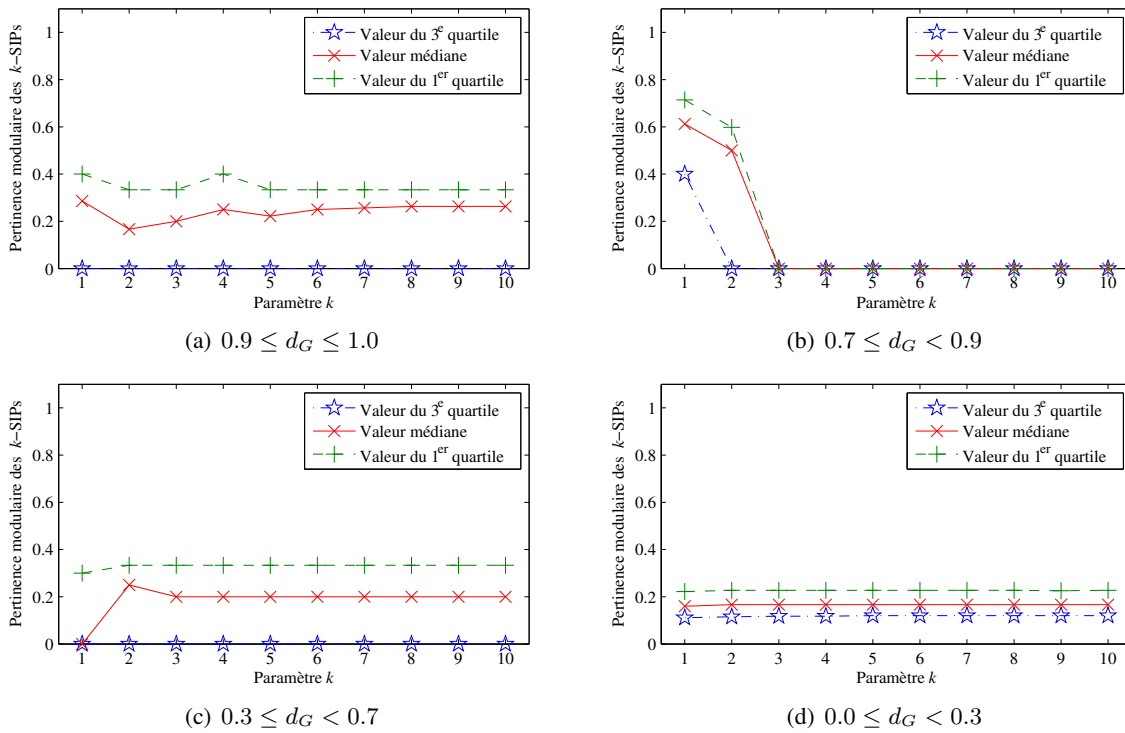 Pertinence modulaire des k−SIPs
1
0.8
0.6
0.4
0.2
0
1 2 3 4 5 6 7 8 9 10
Paramètre k
Valeur du 3e quartile
Valeur médiane
Valeur du 1er quartile
(a) 0.9 ≤ dG ≤ 1.0
Pertinence modulaire des k−SIPs
1
0.8
0.6
0.4
0.2
0
1 2 3 4 5 6 7 8 9 10
Paramètre k
Valeur du 3e quartile
Valeur médiane
Valeur du 1er quartile
(b) 0.7 ≤ dG < 0.9
Pertinence modulaire des k−SIPs
1
0.8
0.6
0.4
0.2
0
1 2 3 4 5 6 7 8 9 10
Paramètre k
Valeur du 3e quartile
Valeur médiane
Valeur du 1er quartile
(c) 0.3 ≤ dG < 0.7
Pertinence modulaire des k−SIPs
1
0.8
0.6
0.4
0.2
0
1 2 3 4 5 6 7 8 9 10
Paramètre k
Valeur du 3e quartile
Valeur médiane
Valeur du 1er quartile
(d) 0.0 ≤ dG < 0.3